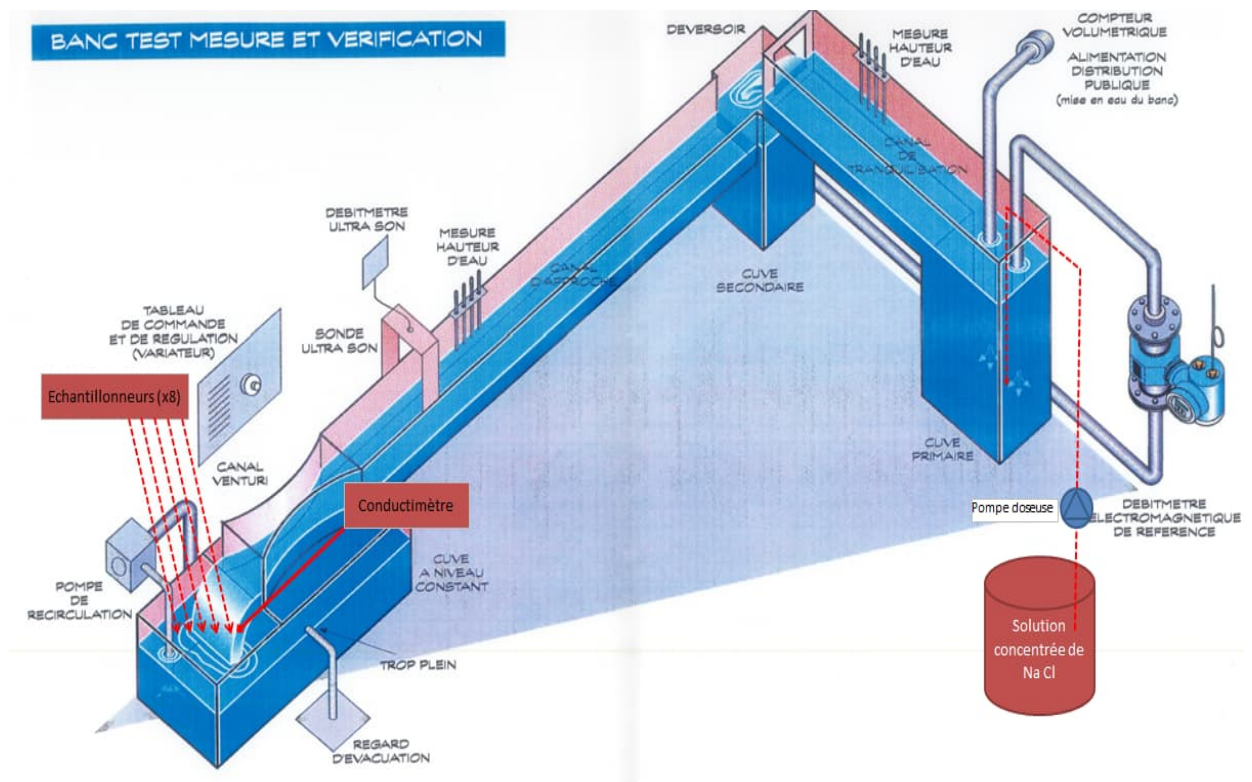 BANC TEST MESURE ET VERIFICATION
DEVERSOIR
MESURE
HAUTEUR
D'EAU
COMPTEUR
VOLUMETRIQUE
ALIMENTATION
DISTRIBUTION
PUBLIQUE
(mise en eau du banc)
CANAL
DE
TRANQUILISATION
DEBITMETRE
ULTRA SON
MESURE
HAUTEUR
D'EAU
CANAL
D'APPROCHE
CUVE
SECONDAIRE
TABLEAU
DE COMMANDE
ET DE REGULATION
(VARIATEUR)
SONDE
ULTRA SON
Echantillonneurs (x8)
CANAL
VENTURI
Conductimètre
CUVE
PRIMAIRE
Pompe doseuse
DEBITMETRE
ELECTROMAGNETIQUE
DE REFERENCE
POMPE
DE
RECIRCULATION
CUVE
A NIVEAU
CONSTANT
TROP PLEIN
Solution
concentrée de
Na Cl
REGARD
D'EVACUATION